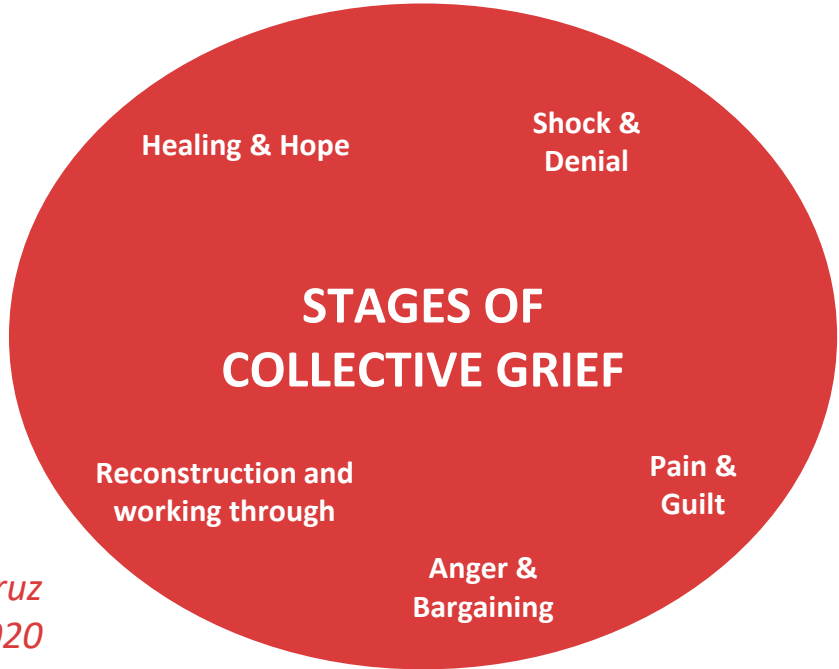 Healing & Hope
Shock &
Denial
STAGES OF
COLLECTIVE GRIEF
Reconstruction and
working through
Pain &
Guilt
Anger &
Bargaining